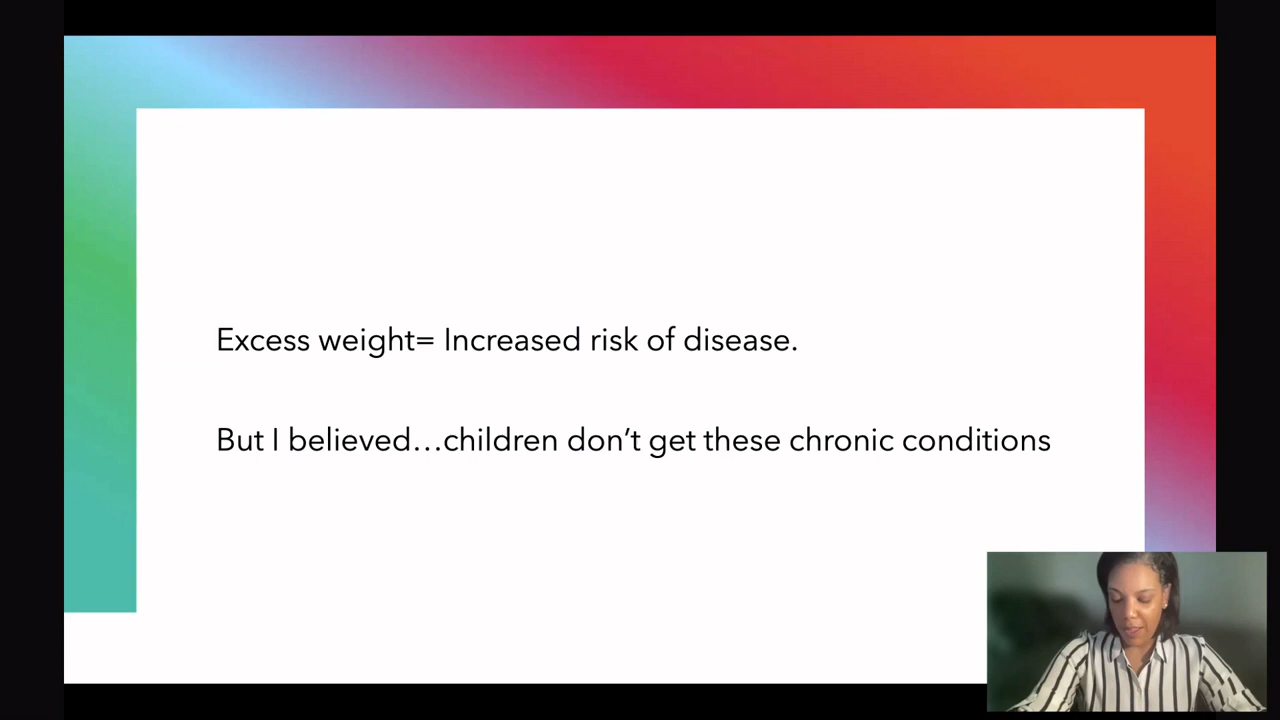 Excess weight= Increased risk of disease.
But I believed…children don’t get these chronic conditions